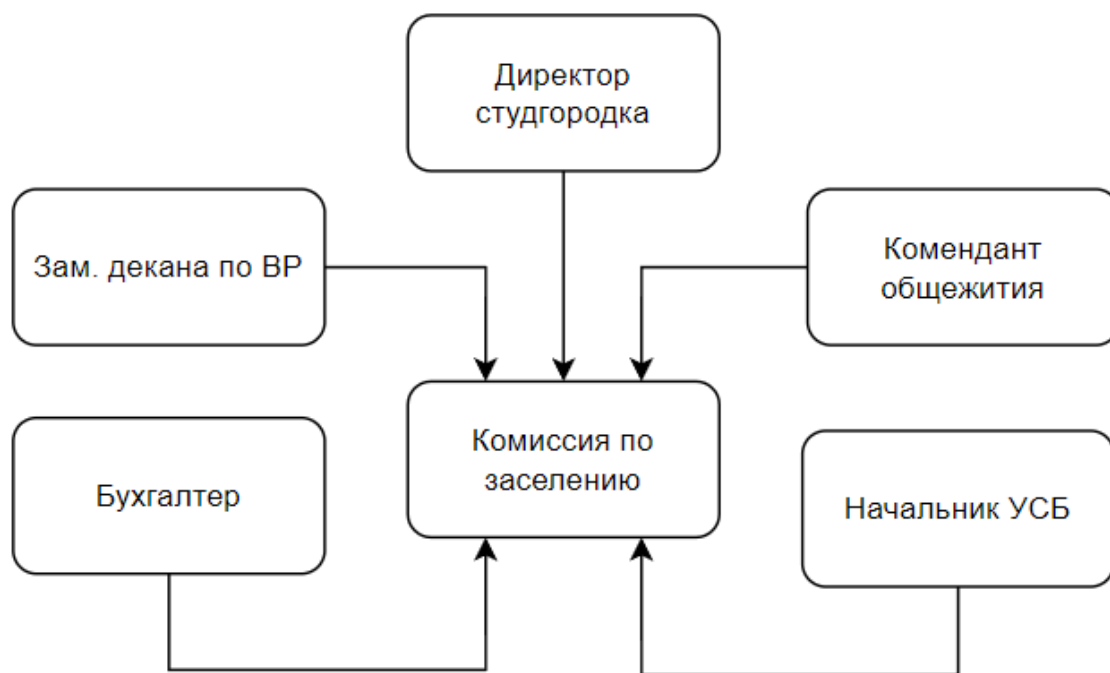 Директор
студгородка
Зам. декана по ВР
Комендант
общежития
Комиссия по
заселению
Бухгалтер
Начальник УСБ